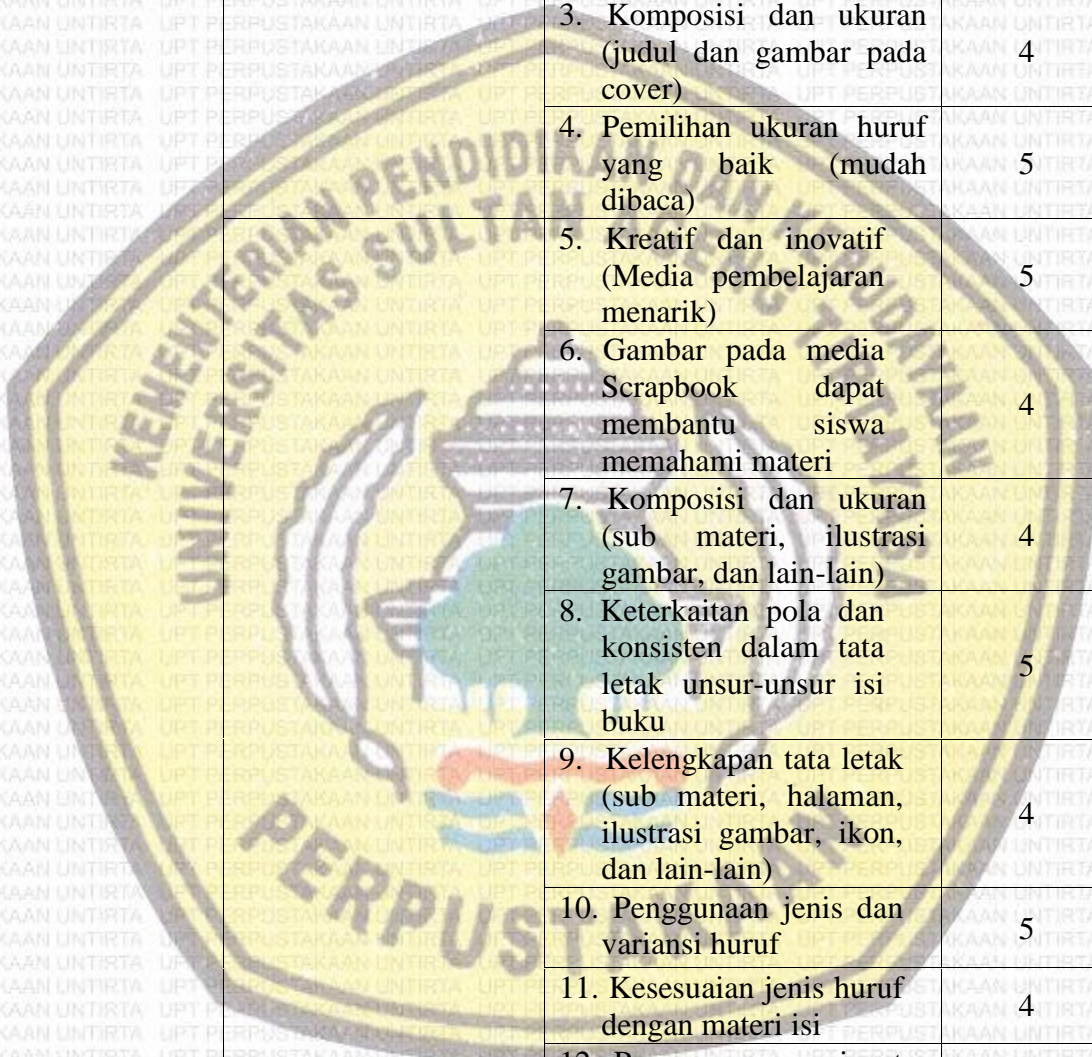 3. Komposisi dan ukuran
(judul dan gambar pada
cover)
4
4. Pemilihan ukuran huruf
yang baik (mudah
dibaca)
5
5. Kreatif dan inovatif
(Media pembelajaran
menarik)
5
6. Gambar pada media
Scrapbook dapat
membantu siswa
memahami materi
4
7. Komposisi dan ukuran
(sub materi, ilustrasi
gambar, dan lain-lain)
4
8. Keterkaitan pola dan
konsisten dalam tata
letak unsur-unsur isi
buku
5
9. Kelengkapan tata letak
(sub materi, halaman,
ilustrasi gambar, ikon,
dan lain-lain)
4
10. Penggunaan jenis dan
variansi huruf
5
11. Kesesuaian jenis huruf
dengan materi isi
4
KEMENTERIAN PENDIDIKAN DAN KEBUDAYAAN
UNIVERSITAS SULTAN AGENG TIRTAYASA
PERPUSTAKAAN
UPT PERPUSTAKAAN UNTIRTA